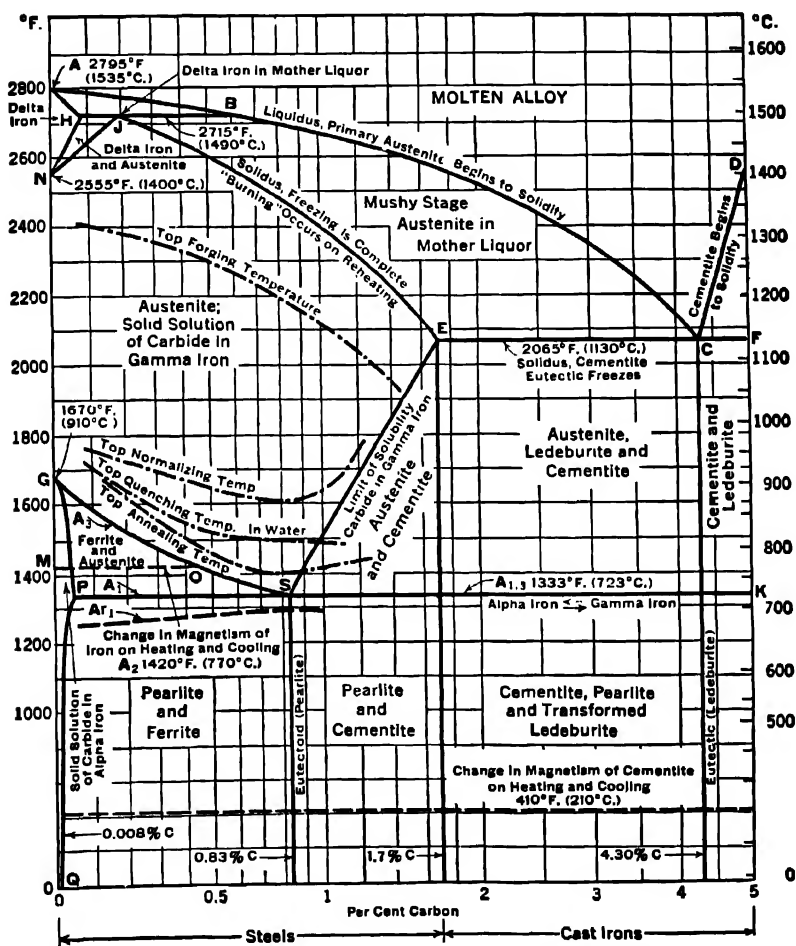 °F.
°C.
A 2795°F
(1535°C.)
Delta Iron in Mother Liquor
1600
2800
B
MOLTEN ALLOY
Delta
Iron
H
J
2715°F.
(1490°C.)
1500
Liquidus, Primary Austenite Begins to Solidify
2600
Delta Iron
and Austenite
D
1400
N
2555°F. (1400°C.)
Solidus, Freezing is Complete
"Burning" Occurs on Reheating
Mushy Stage
Austenite in
Mother Liquor
Cementite Begins
to Solidify
2400
1300
Top Forging Temperature
2200
Austenite;
Solid Solution
of Carbide in
Gamma Iron
1200
E
C
F
2065°F. (1130°C.)
Solidus, Cementite
Eutectic Freezes
1100
2000
1670°F.
(910°C)
1000
1800
Limit of Solubility
Carbide in Gamma Iron
Austenite
and Cementite
Austenite,
Ledeburite and
Cementite
Cementite and
Ledeburite
Top Normalizing Temp
G
900
1600
Top Quenching Temp. In Water
Top Annealing Temp
A3
Ferrite
and
Austenite
800
M
O
1400
P
A1
S
A1,3 1333°F. (723°C.)
K
700
Ar1
Alpha Iron ⇄ Gamma Iron
1200
Change in Magnetism of
Iron on Heating and Cooling
A2 1420°F. (770°C.)
600
Solid Solution
of Carbide In
Alpha Iron
Pearlite
and
Ferrite
Eutectoid (Pearlite)
Pearlite
and
Cementite
Cementite, Pearlite
and Transformed
Ledeburite
Eutectic (Ledeburite)
1000
500
Change In Magnetism of Cementite
on Heating and Cooling
410°F. (210°C.)
0.008% C
0.83% C
1.7% C
4.30% C
0
Q
0
0
0.5
1
2
3
4
5
Per Cent Carbon
Steels
Cast Irons